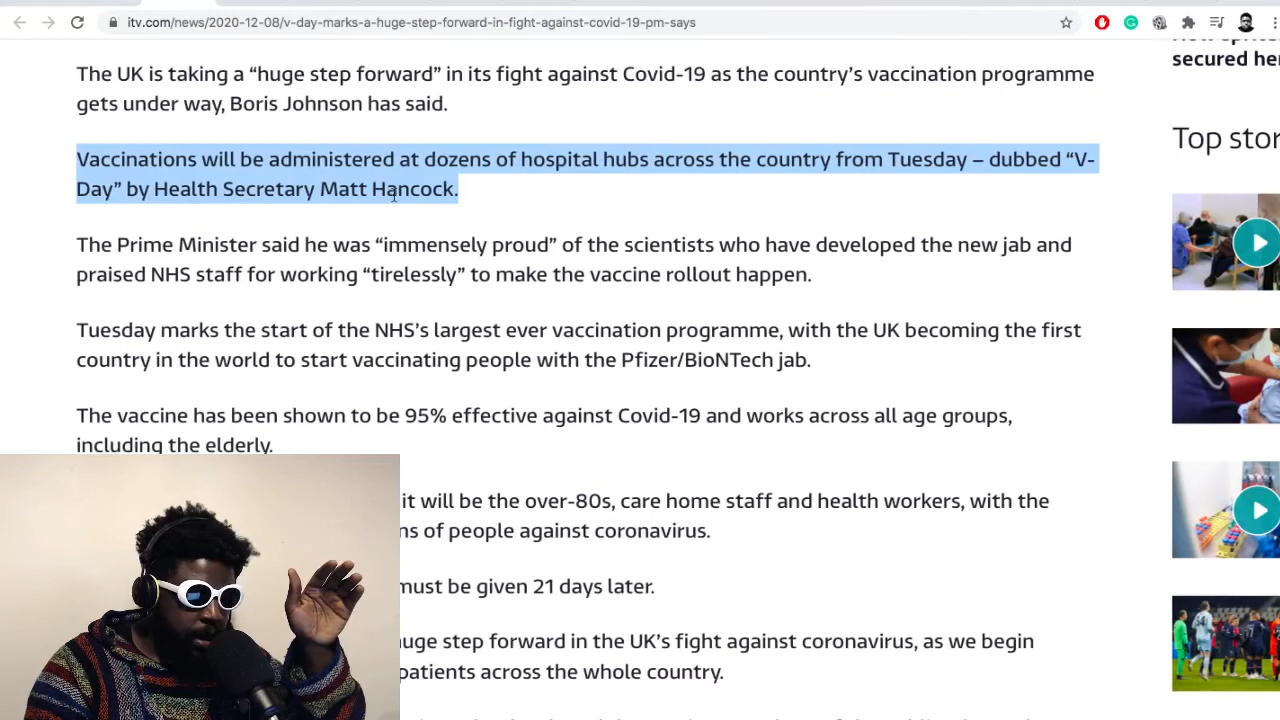 itv.com/news/2020-12-08/v-day-marks-a-huge-step-forward-in-fight-against-covid-19-pm-says
secured her
The UK is taking a “huge step forward” in its fight against Covid-19 as the country’s vaccination programme
gets under way, Boris Johnson has said.
Vaccinations will be administered at dozens of hospital hubs across the country from Tuesday – dubbed “V-
Day” by Health Secretary Matt Hancock.
The Prime Minister said he was “immensely proud” of the scientists who have developed the new jab and
praised NHS staff for working “tirelessly” to make the vaccine rollout happen.
Tuesday marks the start of the NHS’s largest ever vaccination programme, with the UK becoming the first
country in the world to start vaccinating people with the Pfizer/BioNTech jab.
The vaccine has been shown to be 95% effective against Covid-19 and works across all age groups,
including the elderly.
it will be the over-80s, care home staff and health workers, with the
ns of people against coronavirus.
must be given 21 days later.
huge step forward in the UK’s fight against coronavirus, as we begin
patients across the whole country.
Top stor